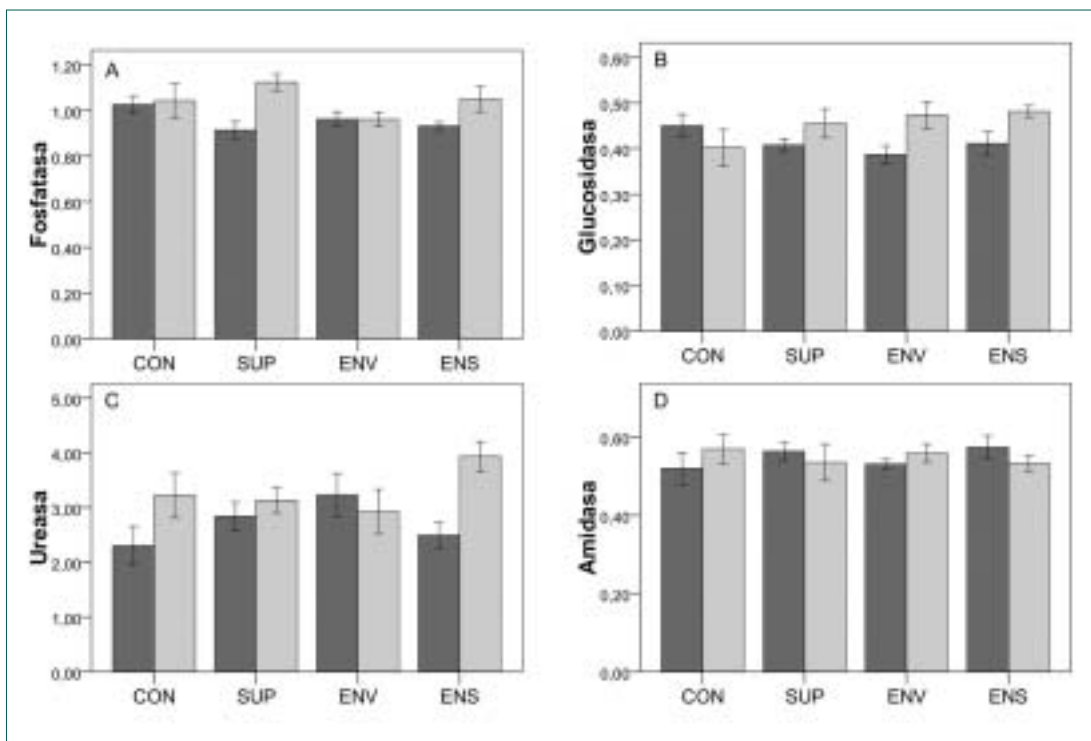 A
1.20
1.00
0.80
0.60
0.40
0.20
0.00
Fosfatasa
CON SUP ENV ENS
B
0,60
0,50
0,40
0,30
0,20
0,10
0,00
Glucosidasa
CON SUP ENV ENS
C
5.00
4.00
3.00
2.00
1.00
0.00
Ureasa
CON SUP ENV ENS
D
0,60
0,40
0,20
0,00
Amidasa
CON SUP ENV ENS